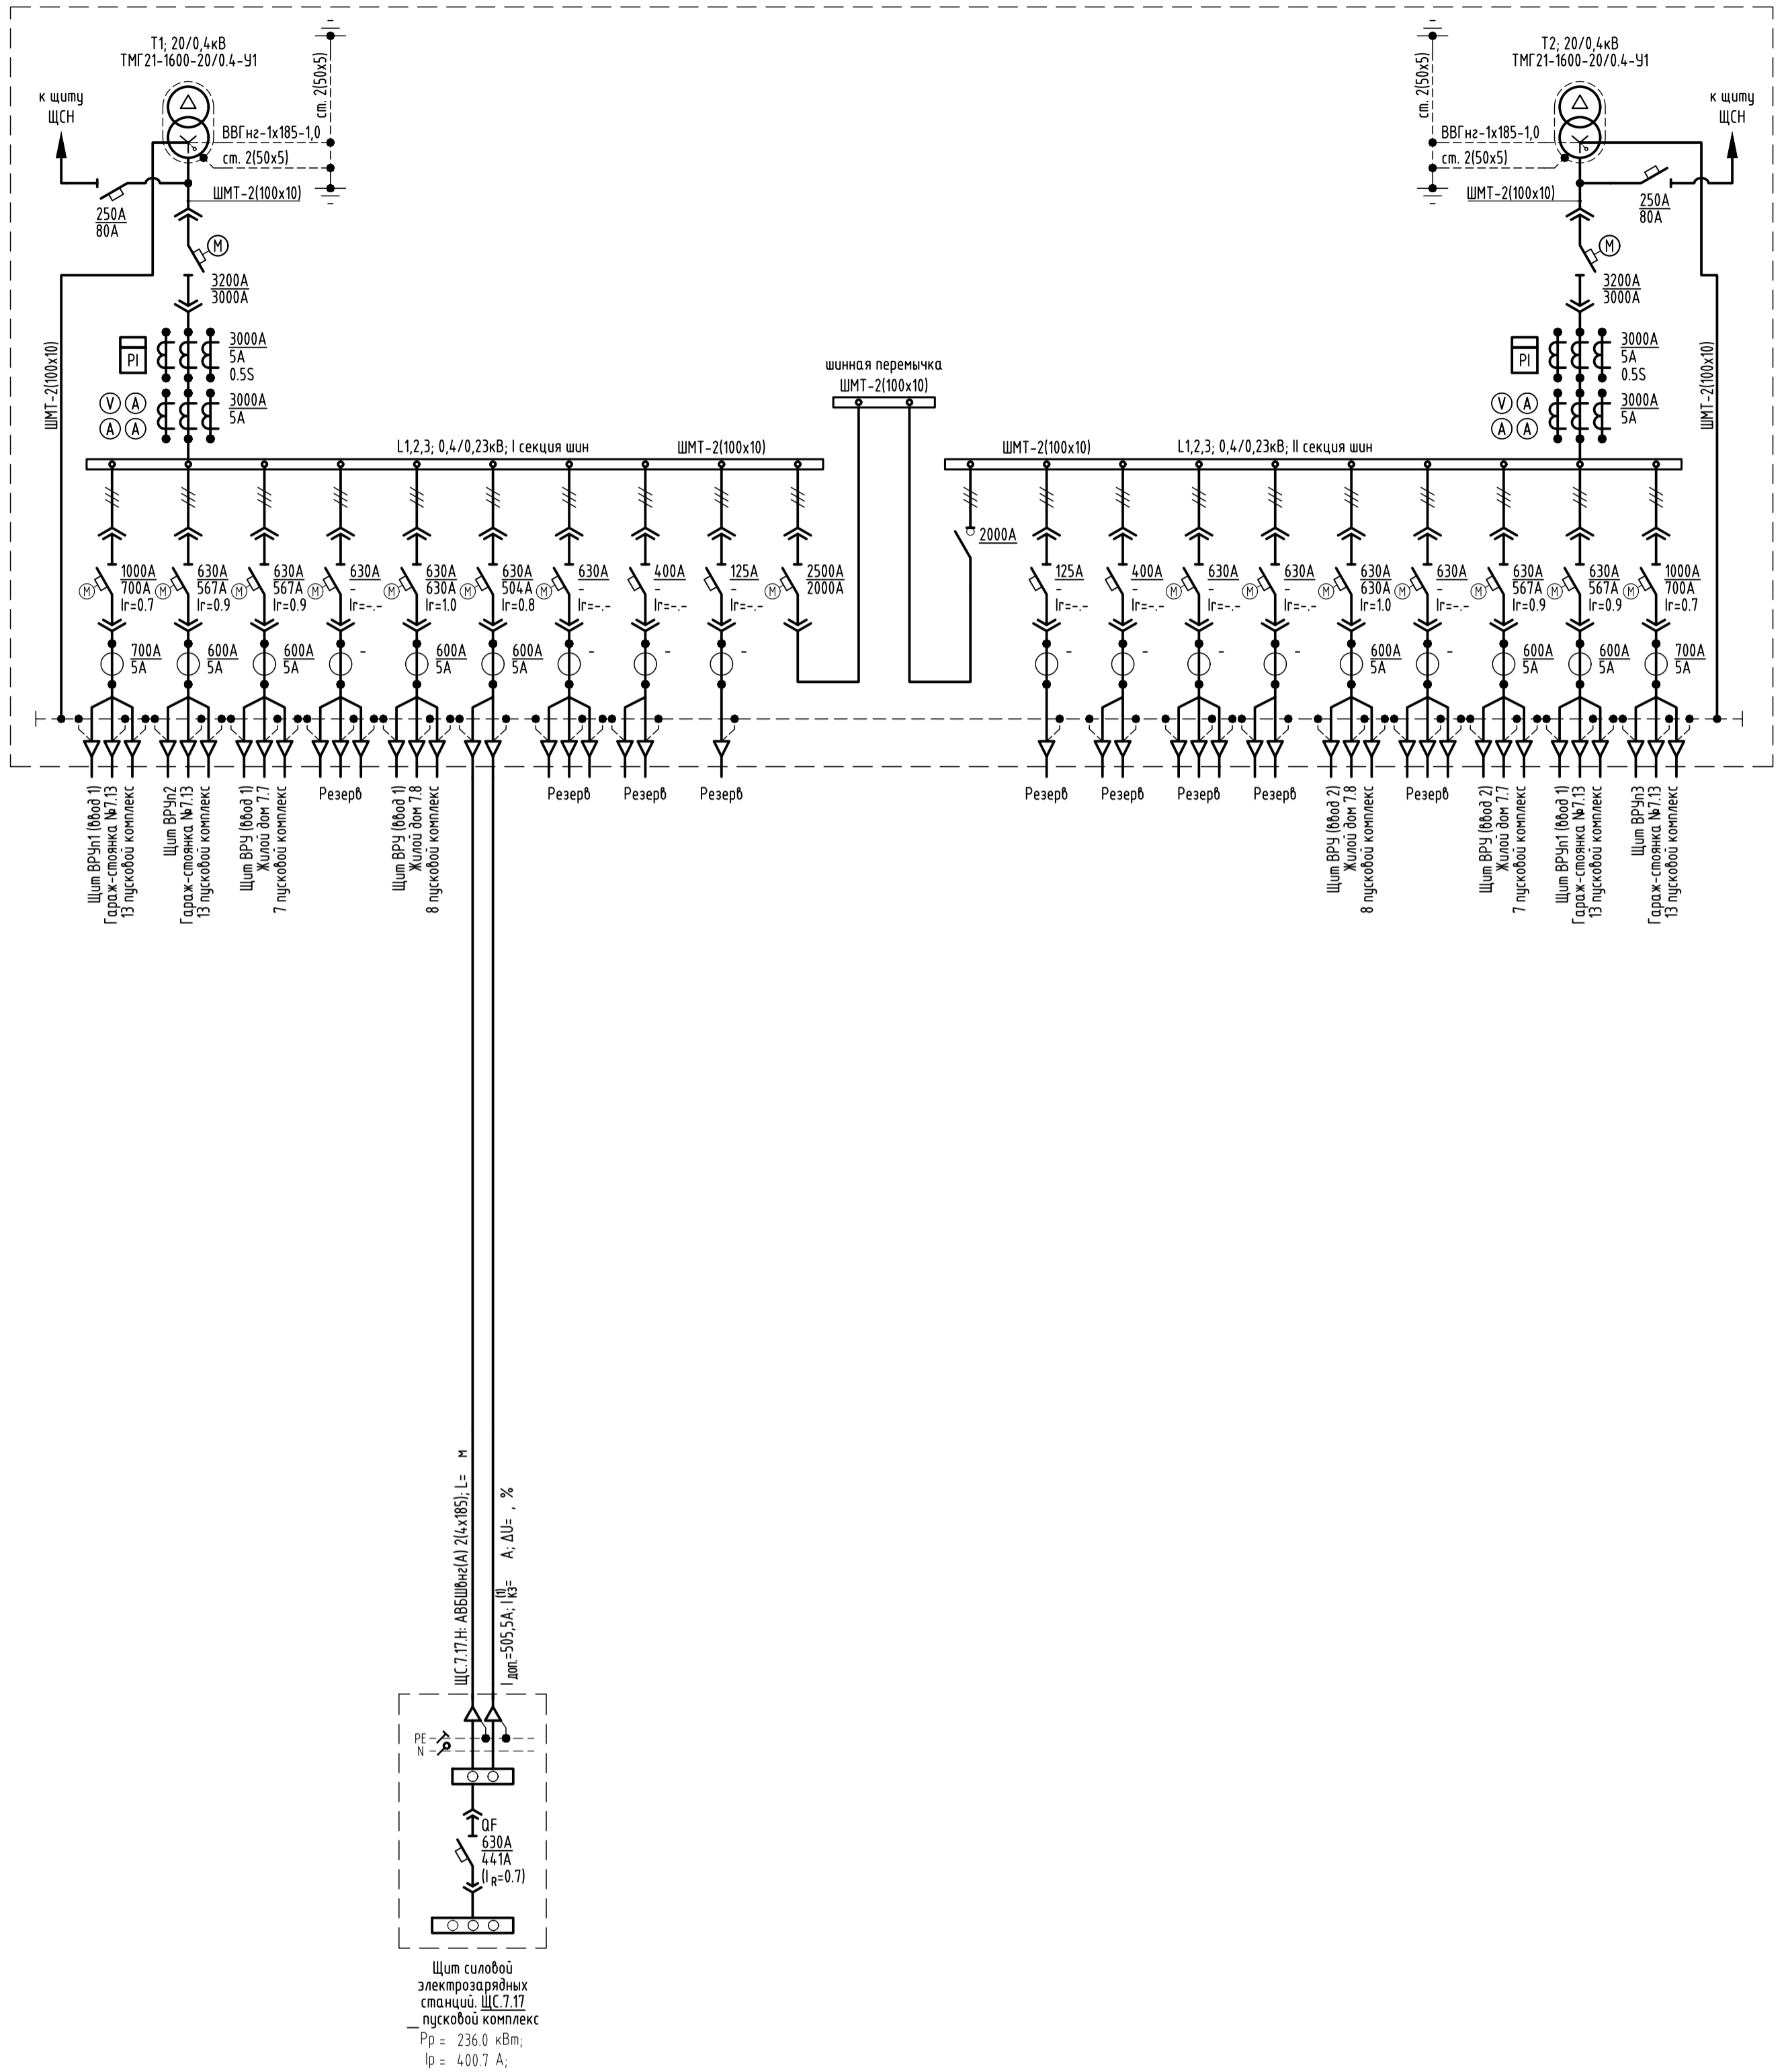 Т1; 20/0,4кВ
ТМГ21-1600-20/0.4-У1
к щиту
ЩСН
ст. 2(50х5)
ВВГнг-1х185-1,0
ст. 2(50х5)
ШМТ-2(100х10)
250А
80А
М
3200А
3000А
ШМТ-2(100х10)
PI
3000А
5А
0.5S
V А
А А
3000А
5А
Т2; 20/0,4кВ
ТМГ21-1600-20/0.4-У1
к щиту
ЩСН
ст. 2(50х5)
ВВГнг-1х185-1,0
ст. 2(50х5)
ШМТ-2(100х10)
250А
80А
М
3200А
3000А
ШМТ-2(100х10)
PI
3000А
5А
0.5S
V А
А А
3000А
5А
шинная перемычка
ШМТ-2(100х10)
L1,2,3; 0,4/0,23кВ; I секция шин
ШМТ-2(100х10)
ШМТ-2(100х10)
L1,2,3; 0,4/0,23кВ; II секция шин
М
1000А
700А
Ir=0.7
700А
5А
М
630А
567А
Ir=0.9
600А
5А
М
630А
567А
Ir=0.9
600А
5А
М
630А
-
Ir=-.-
-
М
630А
630А
Ir=1.0
600А
5А
630А
504А
Ir=0.8
600А
5А
М
630А
-
Ir=-.-
-
400А
-
Ir=-.-
-
125А
-
Ir=-.-
-
М
2500А
2000А
2000А
125А
-
Ir=-.-
-
400А
-
Ir=-.-
-
М
630А
-
Ir=-.-
-
М
630А
-
Ir=-.-
-
М
630А
630А
Ir=1.0
600А
5А
М
630А
-
Ir=-.-
-
М
630А
567А
Ir=0.9
600А
5А
М
630А
567А
Ir=0.9
600А
5А
М
1000А
700А
Ir=0.7
700А
5А
Щит ВРУп1 (ввод 1)
Гараж-стоянка №7.13
13 пусковой комплекс
Щит ВРУп2
Гараж-стоянка №7.13
13 пусковой комплекс
Щит ВРУ (ввод 1)
Жилой дом 7.7
7 пусковой комплекс
Резерв
Щит ВРУ (ввод 1)
Жилой дом 7.8
8 пусковой комплекс
Резерв
Резерв
Резерв
Резерв
Резерв
Резерв
Резерв
Щит ВРУ (ввод 2)
Жилой дом 7.8
8 пусковой комплекс
Резерв
Щит ВРУ (ввод 2)
Жилой дом 7.7
7 пусковой комплекс
Щит ВРУп1 (ввод 1)
Гараж-стоянка №7.13
13 пусковой комплекс
Щит ВРУп3
Гараж-стоянка №7.13
13 пусковой комплекс
ЩС.7.17.Н: АВБШвнг(А) 2(4х185); L= м
Iдоп.=505,5А; I(1)КЗ= А; ΔU= , %
PE
N
QF
630А
441А
(IR=0.7)
Щит силовой
электрозарядных
станций. ЩС.7.17
_ пусковой комплекс
Рр = 236.0 кВт;
Iр = 400.7 А;